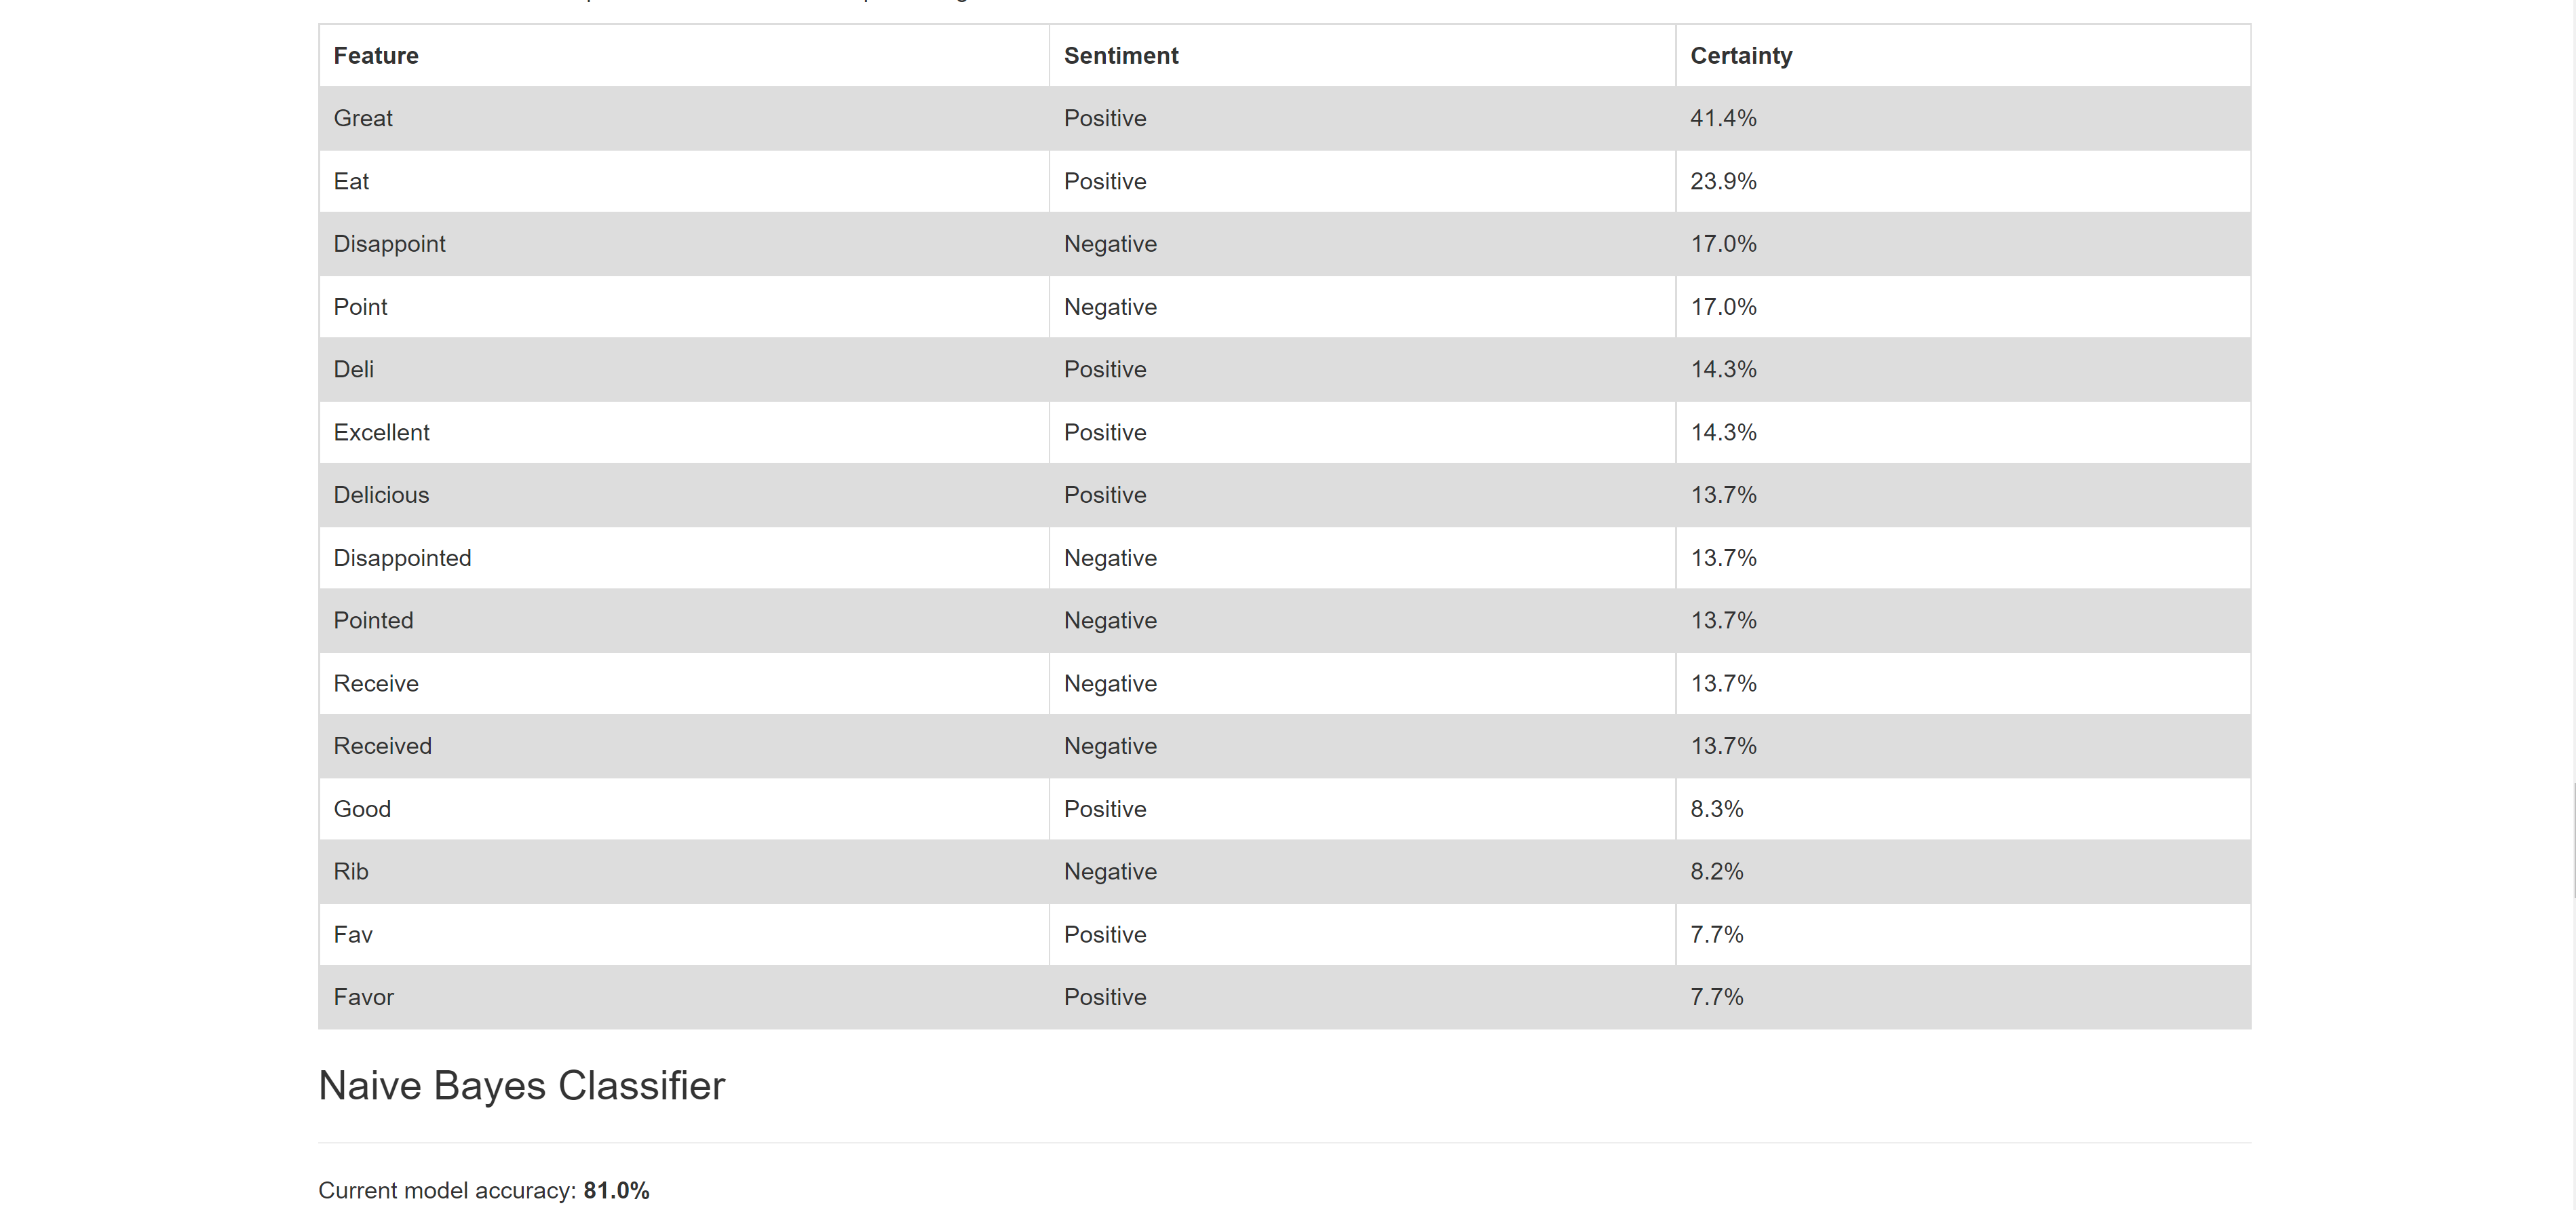 Feature Sentiment Certainty
Great Positive 41.4%
Eat Positive 23.9%
Disappoint Negative 17.0%
Point Negative 17.0%
Deli Positive 14.3%
Excellent Positive 14.3%
Delicious Positive 13.7%
Disappointed Negative 13.7%
Pointed Negative 13.7%
Receive Negative 13.7%
Received Negative 13.7%
Good Positive 8.3%
Rib Negative 8.2%
Fav Positive 7.7%
Favor Positive 7.7%
Naive Bayes Classifier
Current model accuracy: 81.0%